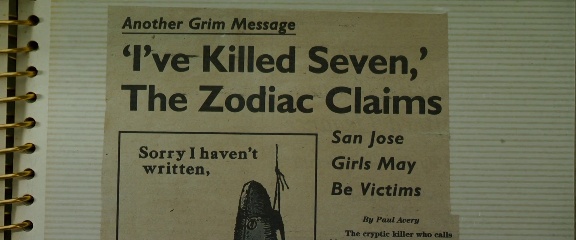 Another Grim Message
'I've Killed Seven,'
The Zodiac Claims
Sorry I haven't
written,
San Jose
Girls May
Be Victims
By Paul Avery
The cryptic killer who calls